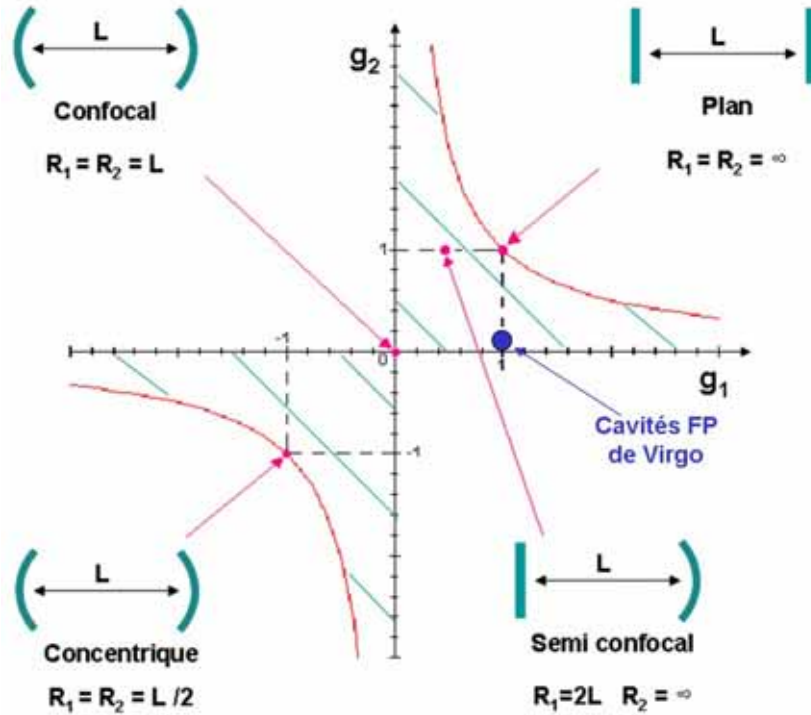 L
Confocal
R₁ = R₂ = L
g₂
L
Plan
R₁ = R₂ = ∞
1
-1
0
1
g₁
Cavités FP
de Virgo
-1
L
Concentrique
R₁ = R₂ = L /2
L
Semi confocal
R₁=2L R₂ = ∞